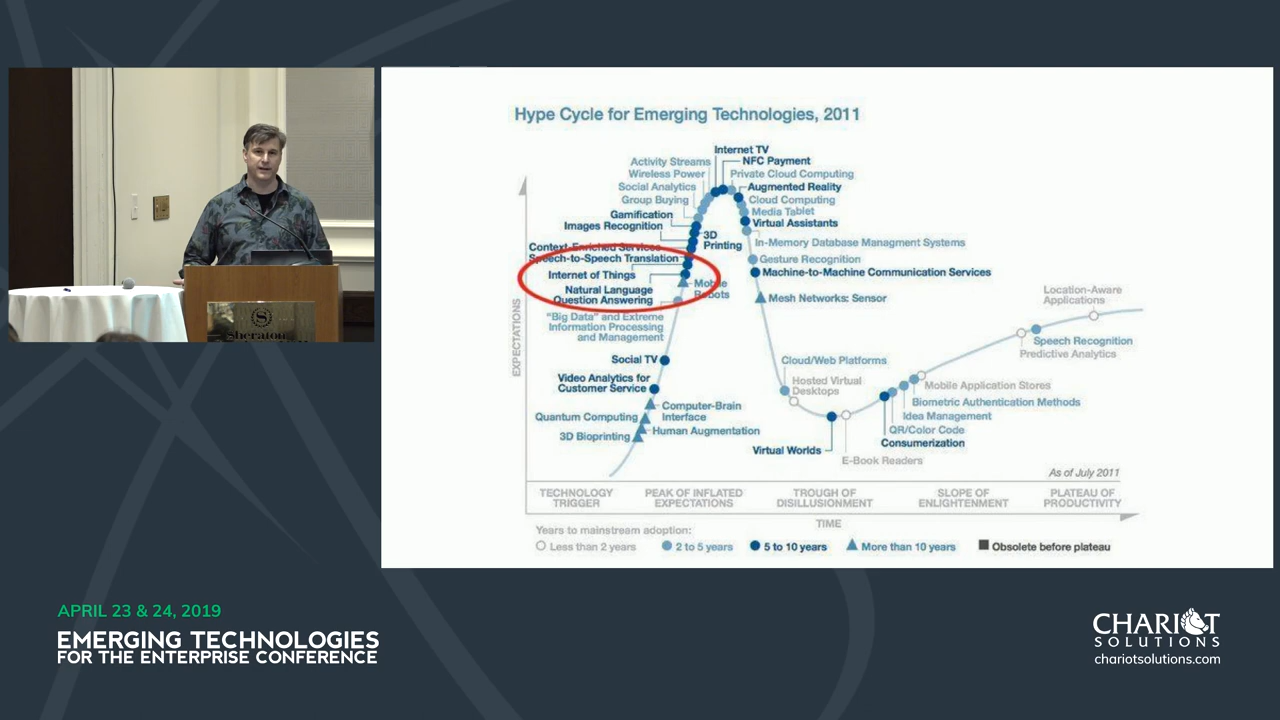 Hype Cycle for Emerging Technologies, 2011
Internet TV
NFC Payment
Activity Streams
Wireless Power
Private Cloud Computing
Social Analytics
Augmented Reality
Group Buying
Cloud Computing
Gamification
Media Tablet
Images Recognition
Virtual Assistants
3D
Printing
Context-Enriched Services
In-Memory Database Managment Systems
Speech-to-Speech Translation
Gesture Recognition
Internet of Things
Machine-to-Machine Communication Services
Natural Language
Question Answering
Mobile
Robots
Mesh Networks: Sensor
"Big Data" and Extreme
Information Processing
and Management
Location-Aware
Applications
Speech Recognition
Predictive Analytics
Social TV
Cloud/Web Platforms
Video Analytics for
Customer Service
Hosted Virtual
Desktops
Mobile Application Stores
Computer-Brain
Interface
Biometric Authentication Methods
Quantum Computing
Idea Management
Human Augmentation
QR/Color Code
3D Bioprinting
Consumerization
Virtual Worlds
E-Book Readers
EXPECTATIONS
As of July 2011
TECHNOLOGY
TRIGGER
PEAK OF INFLATED
EXPECTATIONS
TROUGH OF
DISILLUSIONMENT
SLOPE OF
ENLIGHTENMENT
PLATEAU OF
PRODUCTIVITY
TIME
Years to mainstream adoption:
Less than 2 years
2 to 5 years
5 to 10 years
More than 10 years
Obsolete before plateau
Sheraton
APRIL 23 & 24, 2019
EMERGING TECHNOLOGIES
FOR THE ENTERPRISE CONFERENCE
CHARIOT
SOLUTIONS
chariotsolutions.com